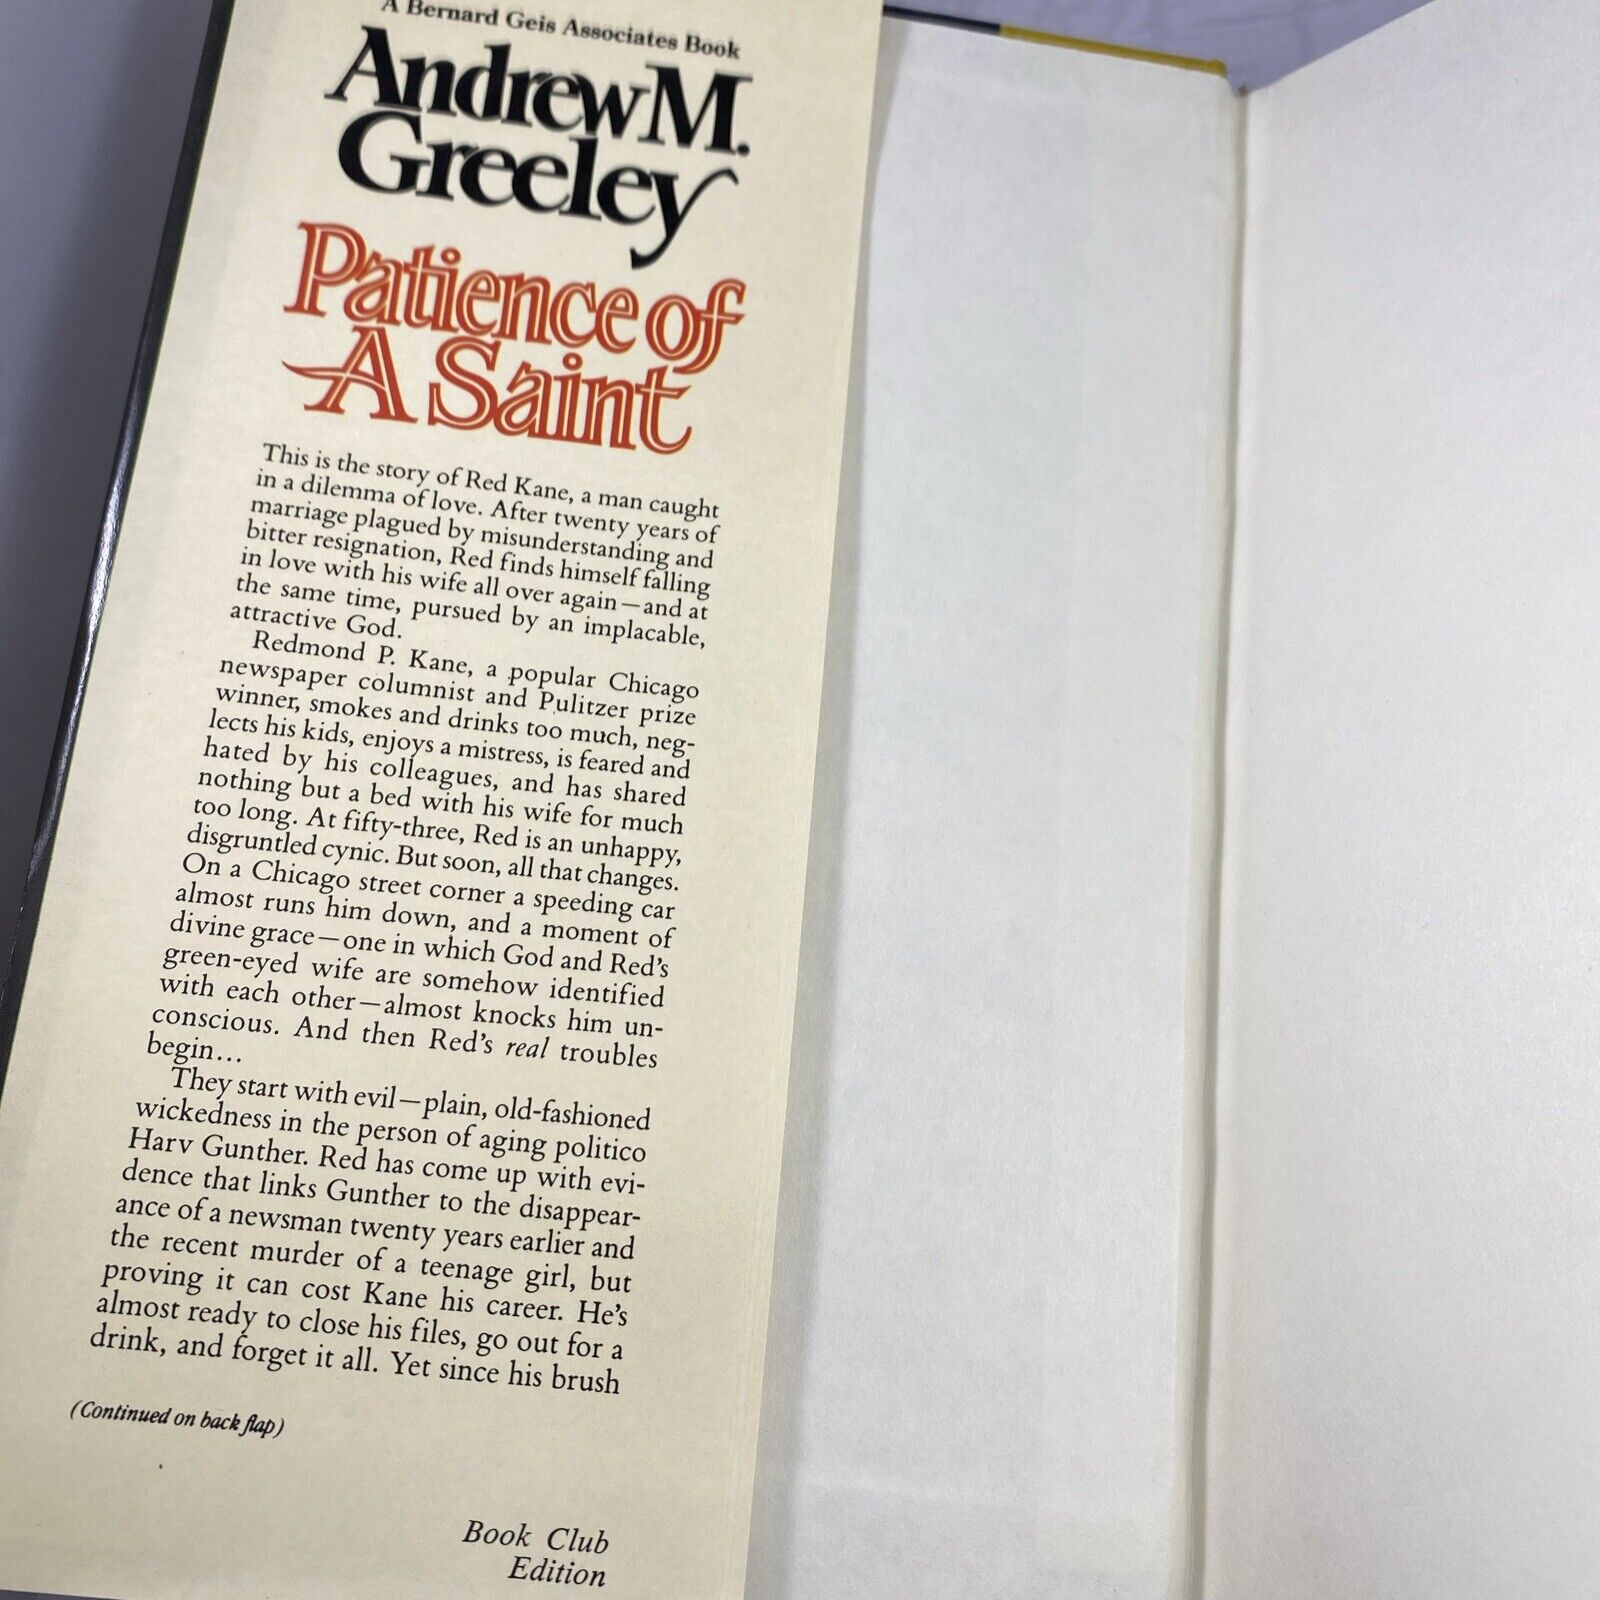 A Bernard Geis Associates Book
Andrew M.
Greeley
Patience of
A Saint
This is the story of Red Kane, a man caught
in a dilemma of love. After twenty years of
marriage plagued by misunderstanding and
bitter resignation, Red finds himself falling
in love with his wife all over again—and at
the same time, pursued by an implacable,
attractive God.
Redmond P. Kane, a popular Chicago
newspaper columnist and Pulitzer prize
winner, smokes and drinks too much, neg-
lects his kids, enjoys a mistress, is feared and
hated by his colleagues, and has shared
nothing but a bed with his wife for much
too long. At fifty-three, Red is an unhappy,
disgruntled cynic. But soon, all that changes.
On a Chicago street corner a speeding car
almost runs him down, and a moment of
divine grace—one in which God and Red's
green-eyed wife are somehow identified
with each other—almost knocks him un-
conscious. And then Red's real troubles
begin...
They start with evil—plain, old-fashioned
wickedness in the person of aging politico
Harv Gunther. Red has come up with evi-
dence that links Gunther to the disappear-
ance of a newsman twenty years earlier and
the recent murder of a teenage girl, but
proving it can cost Kane his career. He's
almost ready to close his files, go out for a
drink, and forget it all. Yet since his brush
(Continued on back flap)
Book Club
Edition